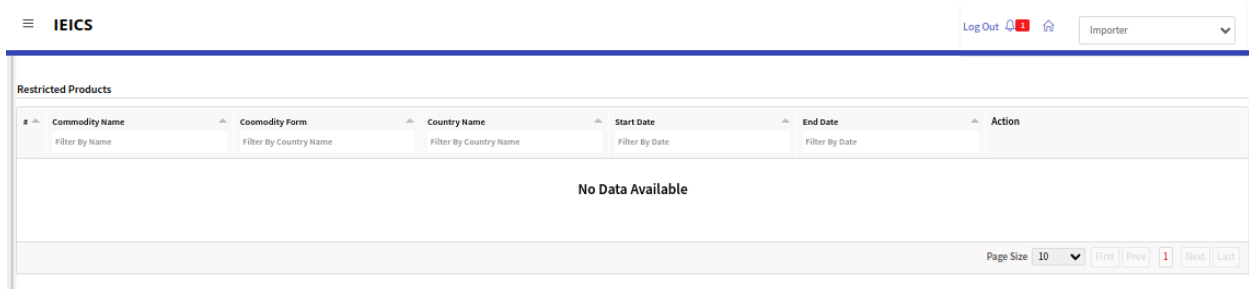 ≡ IEICS Log Out 1 Importer
Restricted Products
# Commodity Name Coomodity Form Country Name Start Date End Date Action
Filter By Name Filter By Country Name Filter By Country Name Filter By Date Filter By Date
No Data Available
Page Size 10 First Prev 1 Next Last